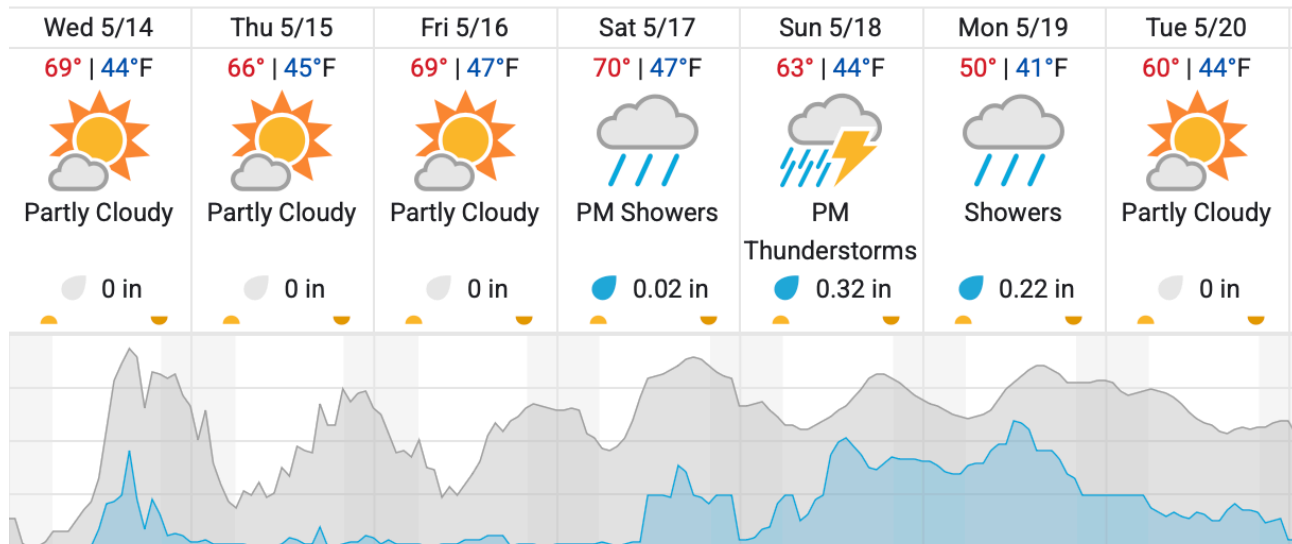 Wed 5/14
Thu 5/15
Fri 5/16
Sat 5/17
Sun 5/18
Mon 5/19
Tue 5/20
69° | 44°F
66° | 45°F
69° | 47°F
70° | 47°F
63° | 44°F
50° | 41°F
60° | 44°F
Partly Cloudy
Partly Cloudy
Partly Cloudy
PM Showers
PM
Thunderstorms
Showers
Partly Cloudy
0 in
0 in
0 in
0.02 in
0.32 in
0.22 in
0 in